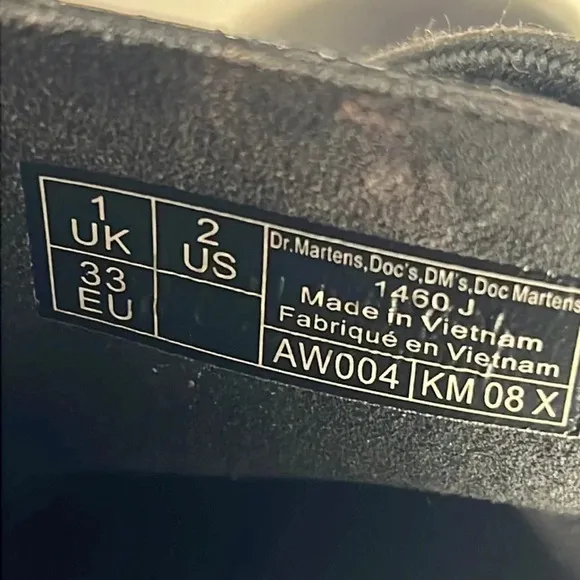 1
UK
2
US
33
EU
Dr.Martens,Doc's,DM's,Doc Martens
1460 J
Made in Vietnam
Fabriqué en Vietnam
AW004
KM 08 X